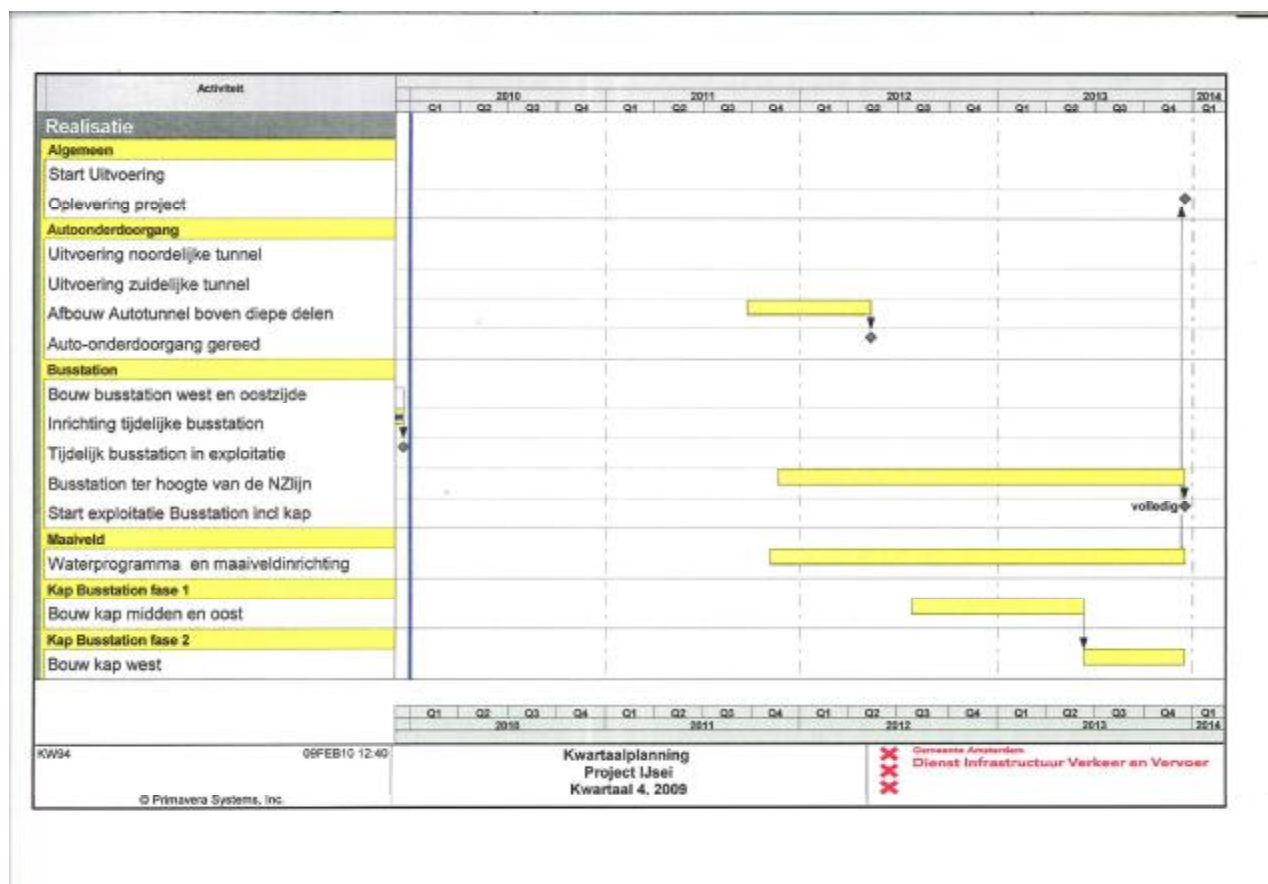 Activiteit
2010 2011 2012 2013 2014
Q1 Q2 Q3 Q4 Q1 Q2 Q3 Q4 Q1 Q2 Q3 Q4 Q1 Q2 Q3 Q4 Q1
Realisatie
Algemeen
Start Uitvoering
Oplevering project
Autoonderdoorgang
Uitvoering noordelijke tunnel
Uitvoering zuidelijke tunnel
Afbouw Autotunnel boven diepe delen
Auto-onderdoorgang gereed
Busstation
Bouw busstation west en oostzijde
Inrichting tijdelijke busstation
Tijdelijk busstation in exploitatie
Busstation ter hoogte van de NZlijn
Start exploitatie Busstation incl kap
volledig
Maaiveld
Waterprogramma en maaiveldinrichting
Kap Busstation fase 1
Bouw kap midden en oost
Kap Busstation fase 2
Bouw kap west
Q1 Q2 Q3 Q4 Q1 Q2 Q3 Q4 Q1 Q2 Q3 Q4 Q1 Q2 Q3 Q4 Q1
2010 2011 2012 2013 2014
KW94 09FEB10 12:40
© Primavera Systems, Inc.
Kwartaalplanning
Project IJsei
Kwartaal 4, 2009
Gemeente Amsterdam
Dienst Infrastructuur Verkeer en Vervoer